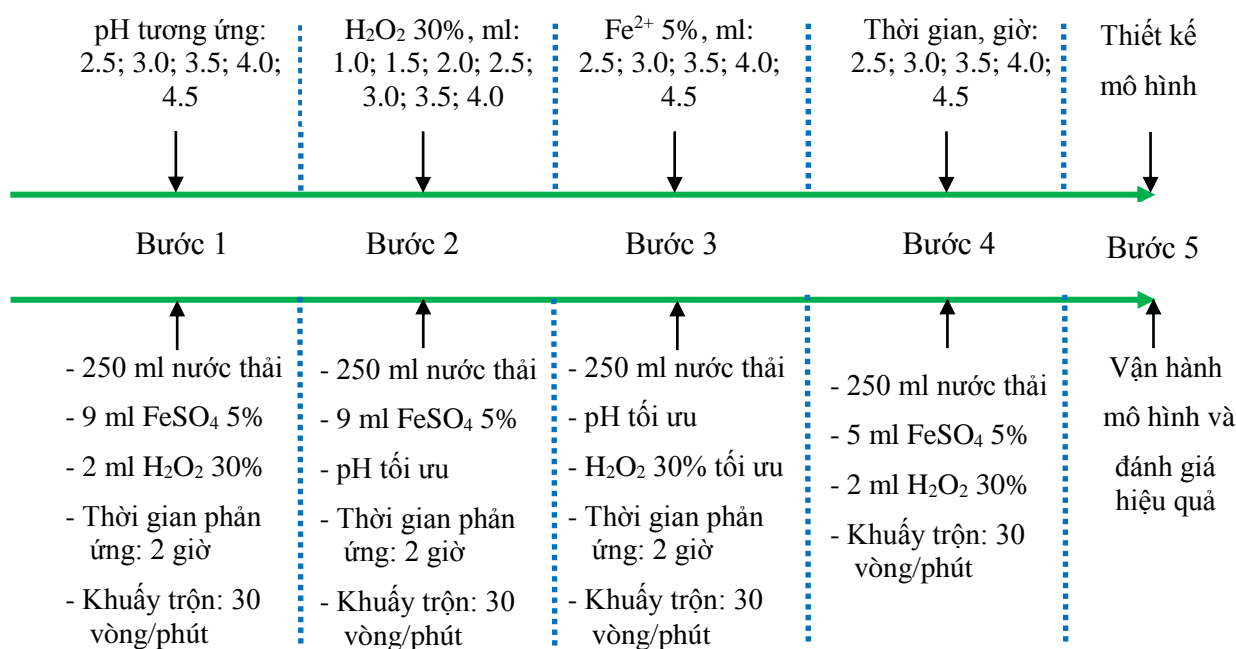 pH tương ứng:
2.5; 3.0; 3.5; 4.0;
4.5
H₂O₂ 30%, ml:
1.0; 1.5; 2.0; 2.5;
3.0; 3.5; 4.0
Fe²⁺ 5%, ml:
2.5; 3.0; 3.5; 4.0;
4.5
Thời gian, giờ:
2.5; 3.0; 3.5; 4.0;
4.5
Thiết kế
mô hình
Bước 1
Bước 2
Bước 3
Bước 4
Bước 5
- 250 ml nước thải
- 9 ml FeSO₄ 5%
- 2 ml H₂O₂ 30%
- Thời gian phản
ứng: 2 giờ
- Khuấy trộn: 30
vòng/phút
- 250 ml nước thải
- 9 ml FeSO₄ 5%
- pH tối ưu
- Thời gian phản
ứng: 2 giờ
- Khuấy trộn: 30
vòng/phút
- 250 ml nước thải
- pH tối ưu
- H₂O₂ 30% tối ưu
- Thời gian phản
ứng: 2 giờ
- Khuấy trộn: 30
vòng/phút
- 250 ml nước thải
- 5 ml FeSO₄ 5%
- 2 ml H₂O₂ 30%
- Khuấy trộn: 30
vòng/phút
Vận hành
mô hình và
đánh giá
hiệu quả